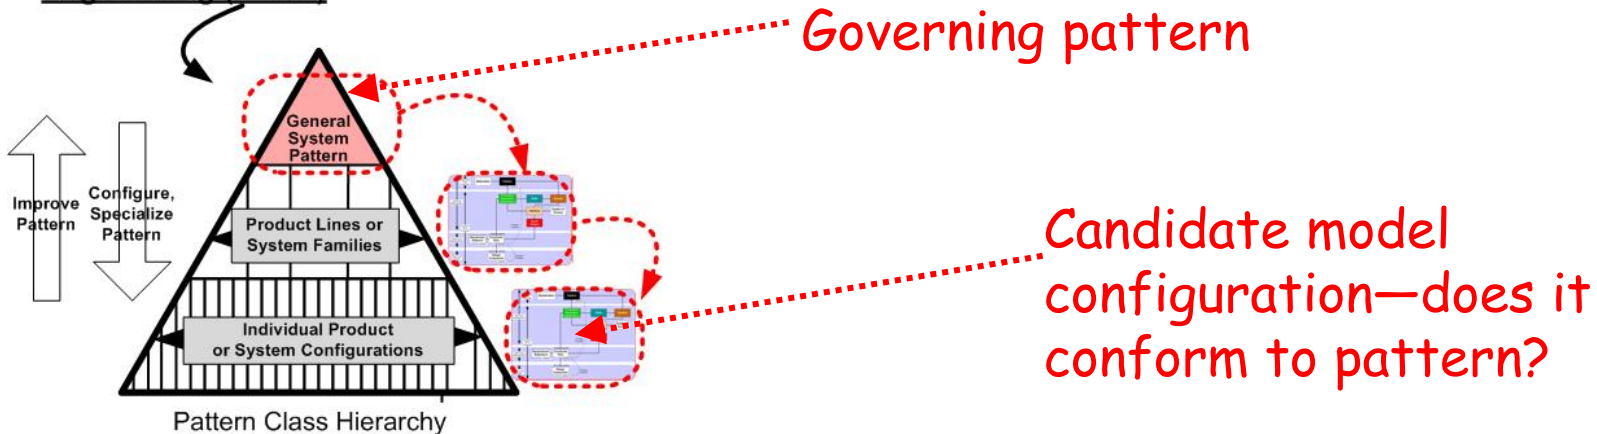 Governing pattern
General
System
Pattern
Improve
Pattern
Configure,
Specialize
Pattern
Product Lines or
System Families
Candidate model
configuration—does it
conform to pattern?
Individual Product
or System Configurations
Pattern Class Hierarchy